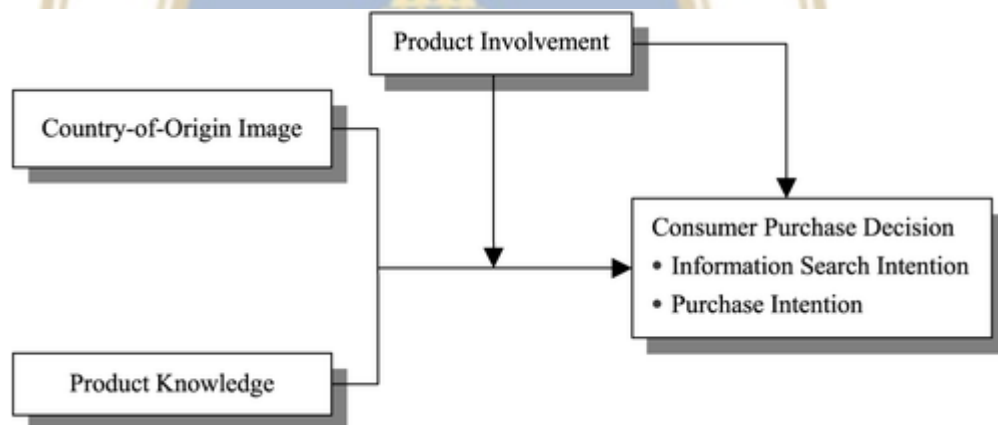 Product Involvement
Country-of-Origin Image
Consumer Purchase Decision
• Information Search Intention
• Purchase Intention
Product Knowledge